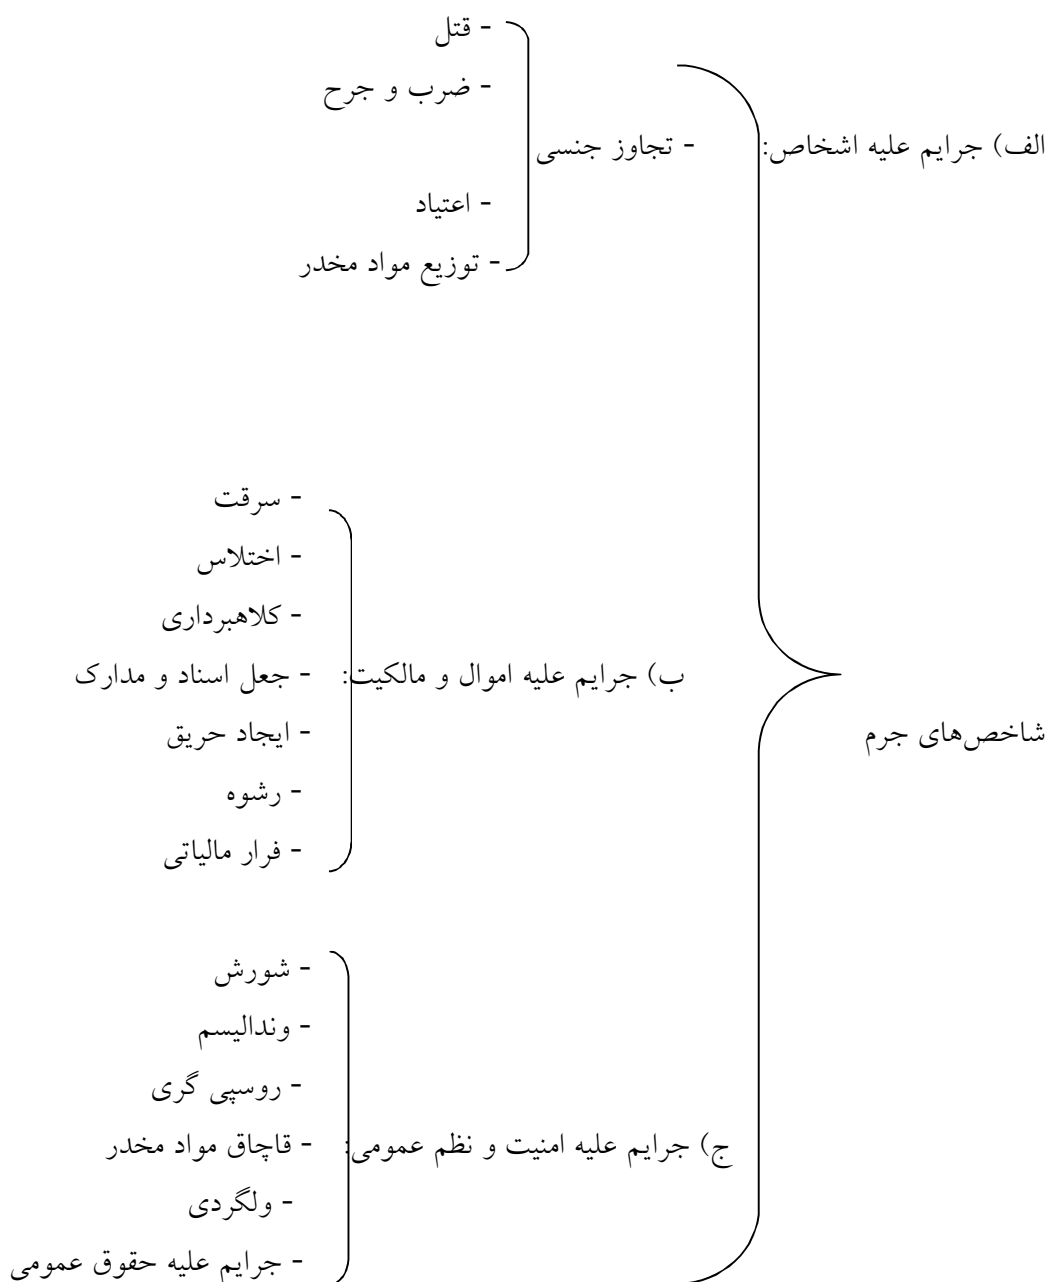 - قتل
- ضرب و جرح
الف) جرایم علیه اشخاص: - تجاوز جنسی
- اعتیاد
- توزیع مواد مخدر
- سرقت
- اختلاس
- کلاهبرداری
ب) جرایم علیه اموال و مالکیت: - جعل اسناد و مدارک
- ایجاد حریق
شاخص‌های جرم
- رشوه
- فرار مالیاتی
- شورش
- وندالیسم
- روسپی گری
ج) جرایم علیه امنیت و نظم عمومی: - قاچاق مواد مخدر
- ولگردی
- جرایم علیه حقوق عمومی